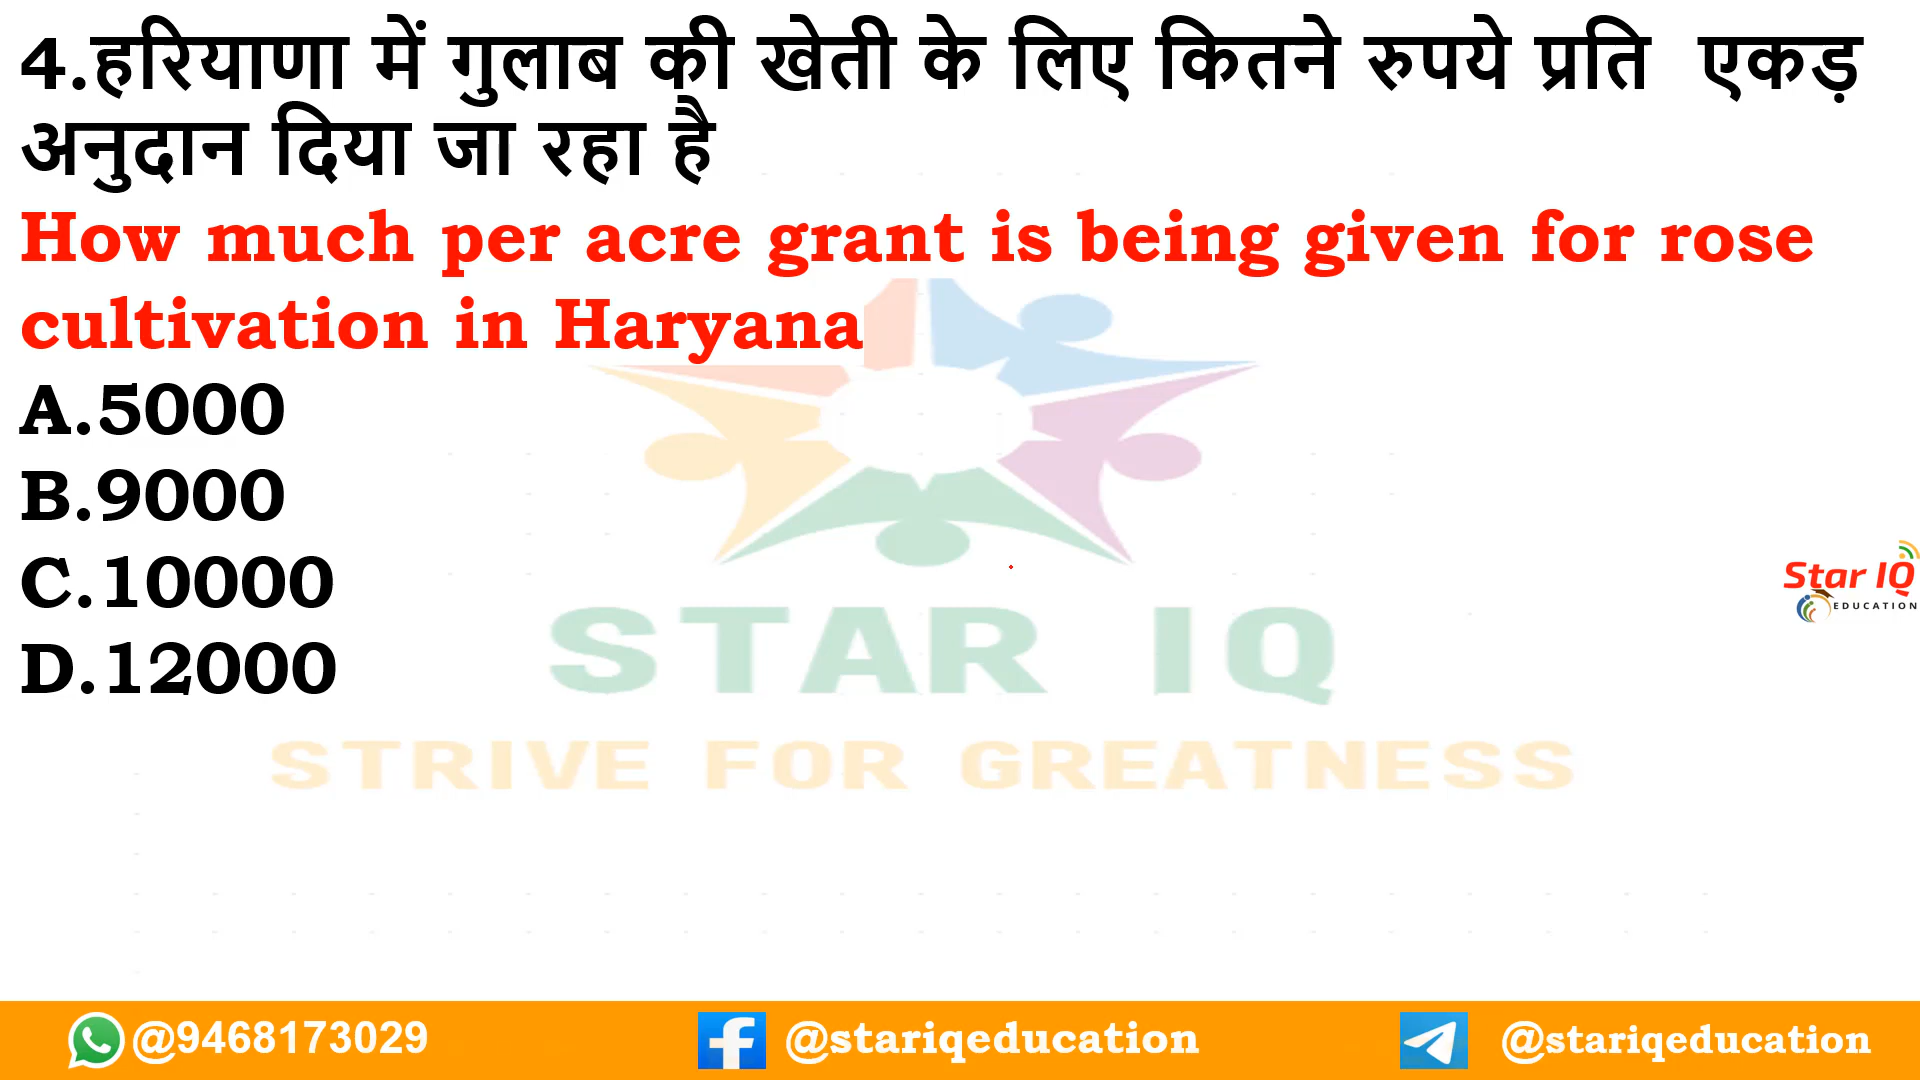 4.हरियाणा में गुलाब की खेती के लिए कितने रुपये प्रति एकड़
अनुदान दिया जा रहा है
How much per acre grant is being given for rose
cultivation in Haryana
A.5000
B.9000
C.10000
D.12000
STAR IQ
STRIVE FOR GREATNESS
Star IQ
EDUCATION
@9468173029
@stariqeducation
@stariqeducation